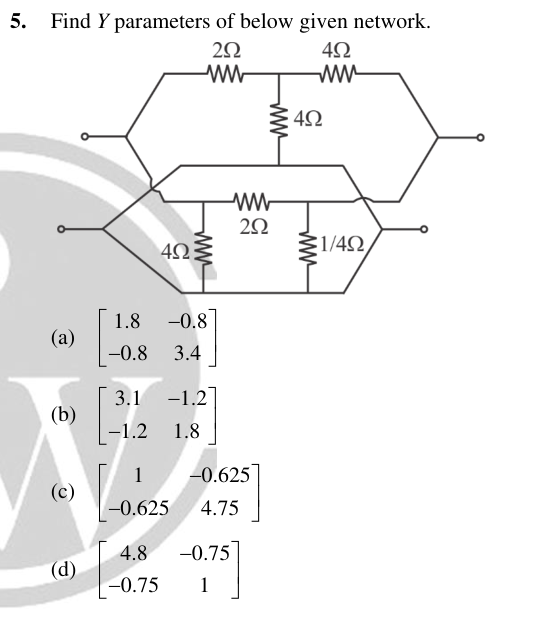 5. Find Y parameters of below given network.
2Ω 4Ω
4Ω
2Ω
4Ω 1/4Ω
(a) [1.8 −0.8
−0.8 3.4]
(b) [3.1 −1.2
−1.2 1.8]
(c) [1 −0.625
−0.625 4.75]
(d) [4.8 −0.75
−0.75 1]